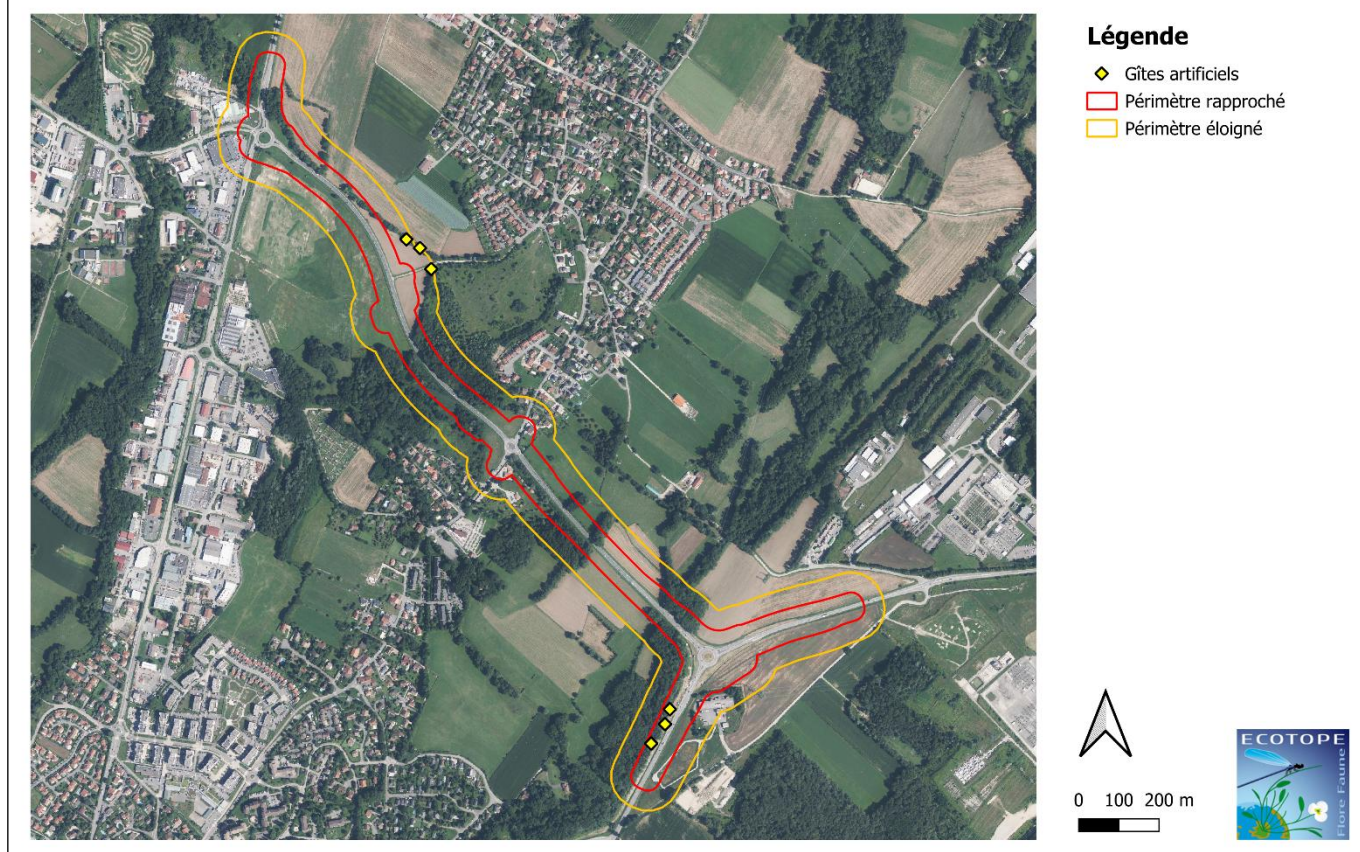 Légende
Gîtes artificiels
Périmètre rapproché
Périmètre éloigné
0 100 200 m
ECOTOPE
Flore Faune